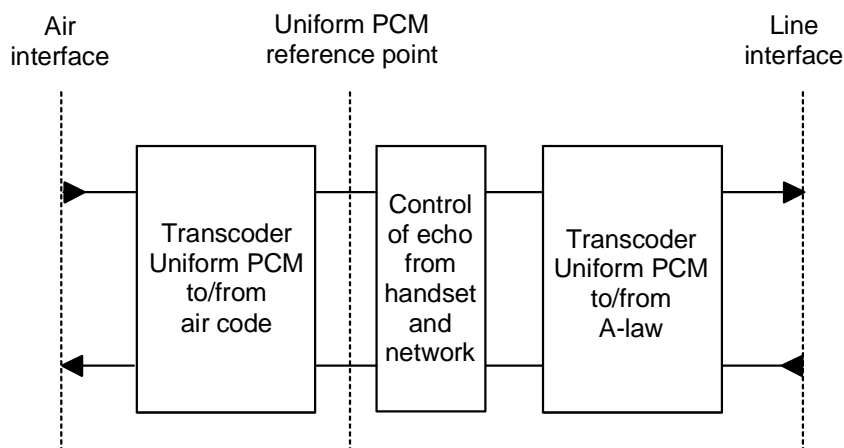 Air
interface
Uniform PCM
reference point
Line
interface
Transcoder
Uniform PCM
to/from
air code
Control
of echo
from
handset
and
network
Transcoder
Uniform PCM
to/from
A-law